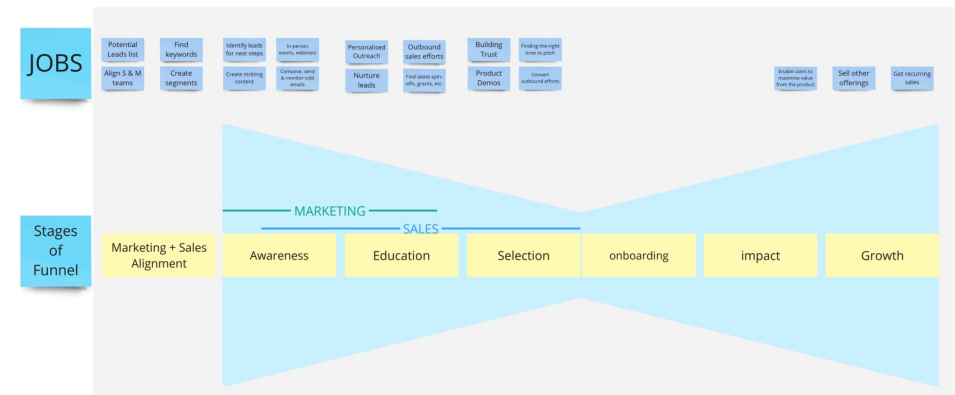 JOBS
Potential
Leads list
Find
keywords
Align S & M
teams
Create
segments
Identify leads
for next steps
In-person
events, webinars
Create mrkting
content
Compose, send
& monitor cold
emails
Personalised
Outreach
Outbound
sales efforts
Nurture
leads
Find latest spin-
offs, grants, etc.
Building
Trust
Finding the right
time to pitch
Product
Demos
Convert
outbound efforts
Enable users to
maximise value
from the product
Sell other
offerings
Get recurring
sales
MARKETING
SALES
Stages
of
Funnel
Marketing + Sales
Alignment
Awareness
Education
Selection
onboarding
impact
Growth